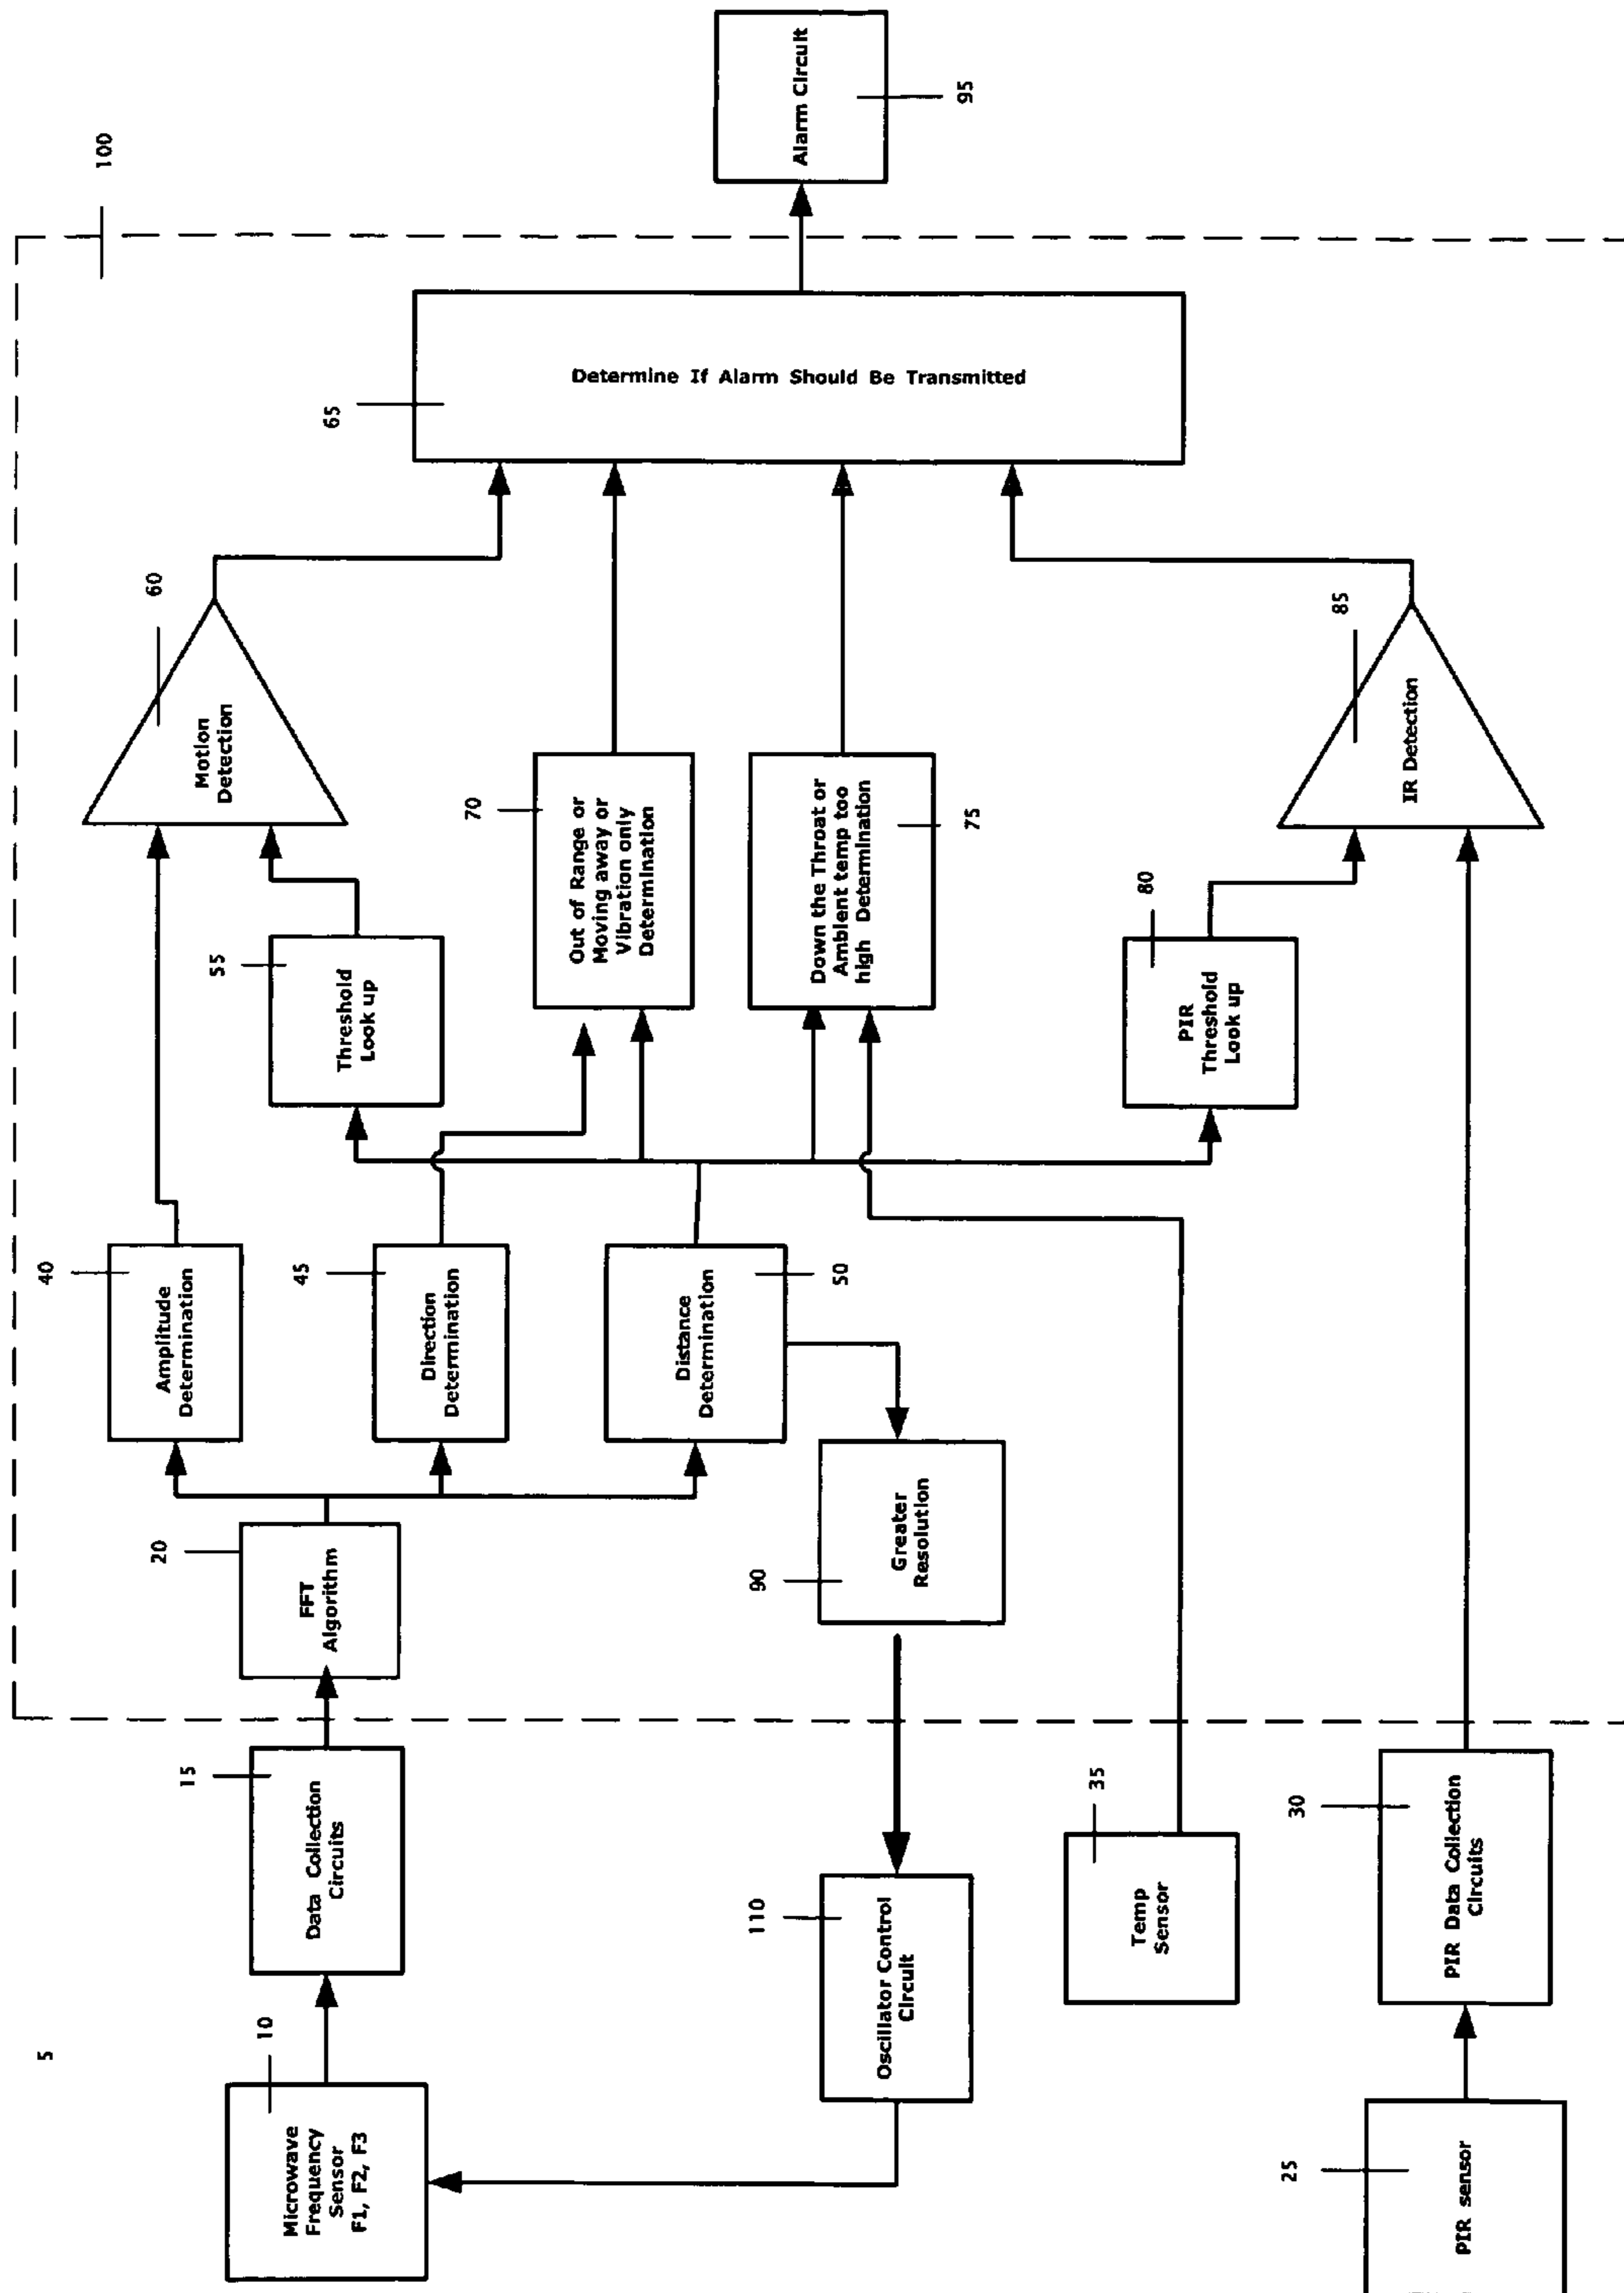 5
10
Microwave
Frequency
Sensor
F1, F2, F3
15
Data Collection
Circuits
20
FFT
Algorithm
40
Amplitude
Determination
45
Direction
Determination
50
Distance
Determination
55
Threshold
Look up
60
Motion
Detection
70
Out of Range or
Moving away or
Vibration only
Determination
75
Down the Throat or
Ambient temp too
high Determination
65
Determine If Alarm Should Be Transmitted
100
Alarm Circuit
95
110
Oscillator Control
Circuit
90
Greater
Resolution
35
Temp
Sensor
80
PIR
Threshold
Look up
85
IR Detection
25
PIR sensor
30
PIR Data Collection
Circuits